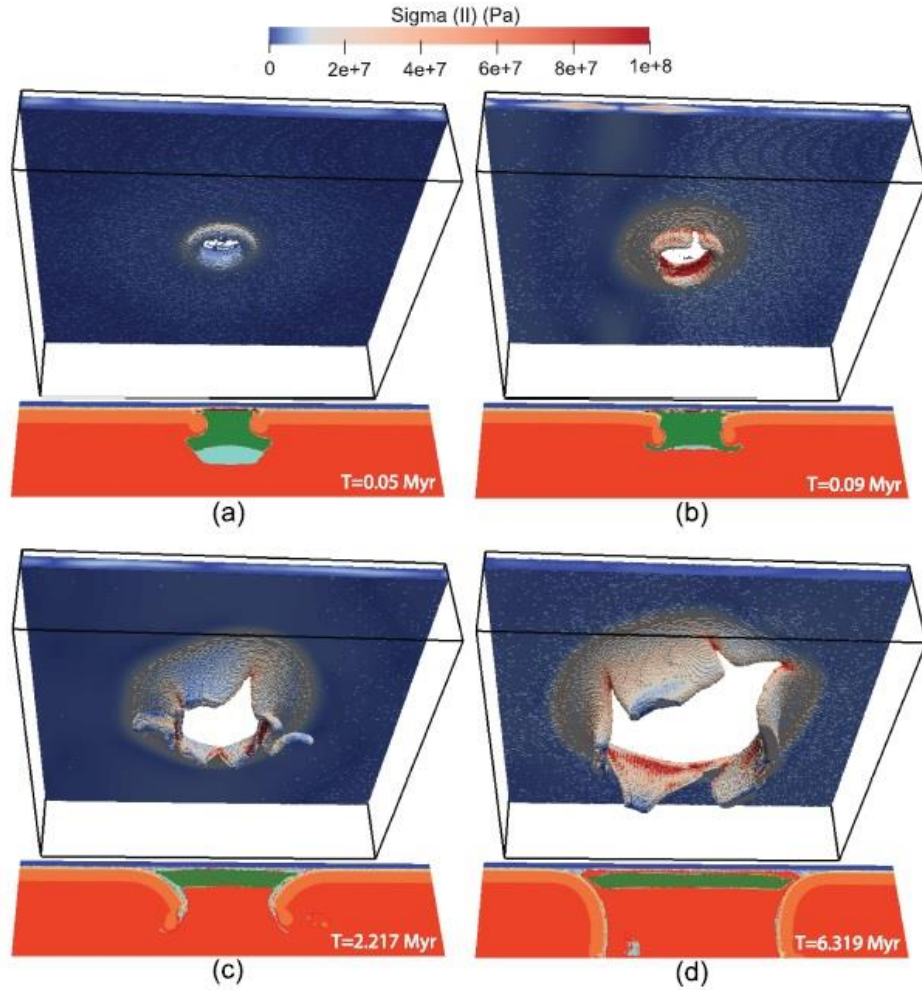 Sigma (II) (Pa)
0 2e+7 4e+7 6e+7 8e+7 1e+8
T=0.05 Myr
T=0.09 Myr
(a)
(b)
T=2.217 Myr
T=6.319 Myr
(c)
(d)